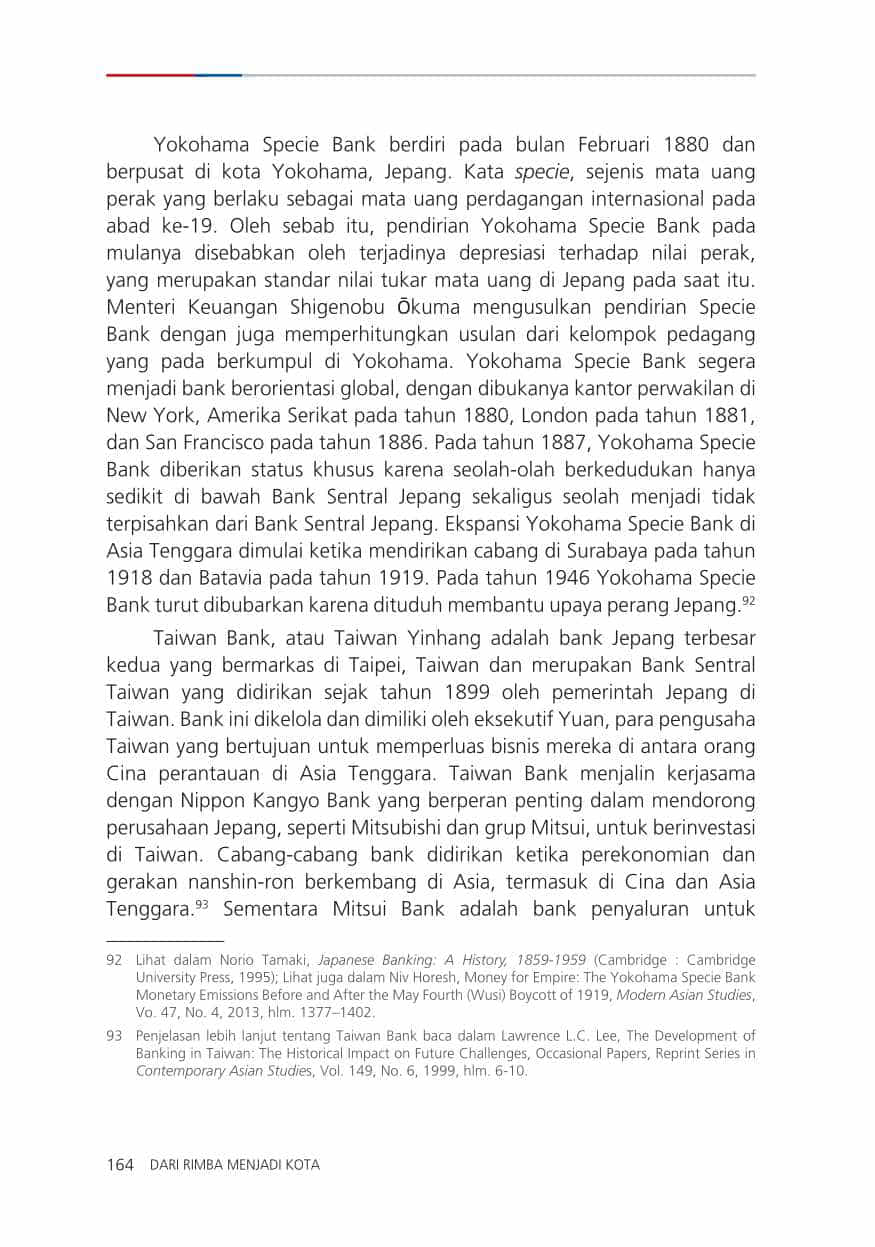 Yokohama Specie Bank berdiri pada bulan Februari 1880 dan
berpusat di kota Yokohama, Jepang. Kata specie, sejenis mata uang
perak yang berlaku sebagai mata uang perdagangan internasional pada
abad ke-19. Oleh sebab itu, pendirian Yokohama Specie Bank pada
mulanya disebabkan oleh terjadinya depresiasi terhadap nilai perak,
yang merupakan standar nilai tukar mata uang di Jepang pada saat itu.
Menteri Keuangan Shigenobu Ōkuma mengusulkan pendirian Specie
Bank dengan juga memperhitungkan usulan dari kelompok pedagang
yang pada berkumpul di Yokohama. Yokohama Specie Bank segera
menjadi bank berorientasi global, dengan dibukanya kantor perwakilan di
New York, Amerika Serikat pada tahun 1880, London pada tahun 1881,
dan San Francisco pada tahun 1886. Pada tahun 1887, Yokohama Specie
Bank diberikan status khusus karena seolah-olah berkedudukan hanya
sedikit di bawah Bank Sentral Jepang sekaligus seolah menjadi tidak
terpisahkan dari Bank Sentral Jepang. Ekspansi Yokohama Specie Bank di
Asia Tenggara dimulai ketika mendirikan cabang di Surabaya pada tahun
1918 dan Batavia pada tahun 1919. Pada tahun 1946 Yokohama Specie
Bank turut dibubarkan karena dituduh membantu upaya perang Jepang.92
Taiwan Bank, atau Taiwan Yinhang adalah bank Jepang terbesar
kedua yang bermarkas di Taipei, Taiwan dan merupakan Bank Sentral
Taiwan yang didirikan sejak tahun 1899 oleh pemerintah Jepang di
Taiwan. Bank ini dikelola dan dimiliki oleh eksekutif Yuan, para pengusaha
Taiwan yang bertujuan untuk memperluas bisnis mereka di antara orang
Cina perantauan di Asia Tenggara. Taiwan Bank menjalin kerjasama
dengan Nippon Kangyo Bank yang berperan penting dalam mendorong
perusahaan Jepang, seperti Mitsubishi dan grup Mitsui, untuk berinvestasi
di Taiwan. Cabang-cabang bank didirikan ketika perekonomian dan
gerakan nanshin-ron berkembang di Asia, termasuk di Cina dan Asia
Tenggara.93 Sementara Mitsui Bank adalah bank penyaluran untuk
92 Lihat dalam Norio Tamaki, Japanese Banking: A History, 1859-1959 (Cambridge : Cambridge
University Press, 1995); Lihat juga dalam Niv Horesh, Money for Empire: The Yokohama Specie Bank
Monetary Emissions Before and After the May Fourth (Wusi) Boycott of 1919, Modern Asian Studies,
Vo. 47, No. 4, 2013, hlm. 1377–1402.
93 Penjelasan lebih lanjut tentang Taiwan Bank baca dalam Lawrence L.C. Lee, The Development of
Banking in Taiwan: The Historical Impact on Future Challenges, Occasional Papers, Reprint Series in
Contemporary Asian Studies, Vol. 149, No. 6, 1999, hlm. 6-10.
164 DARI RIMBA MENJADI KOTA